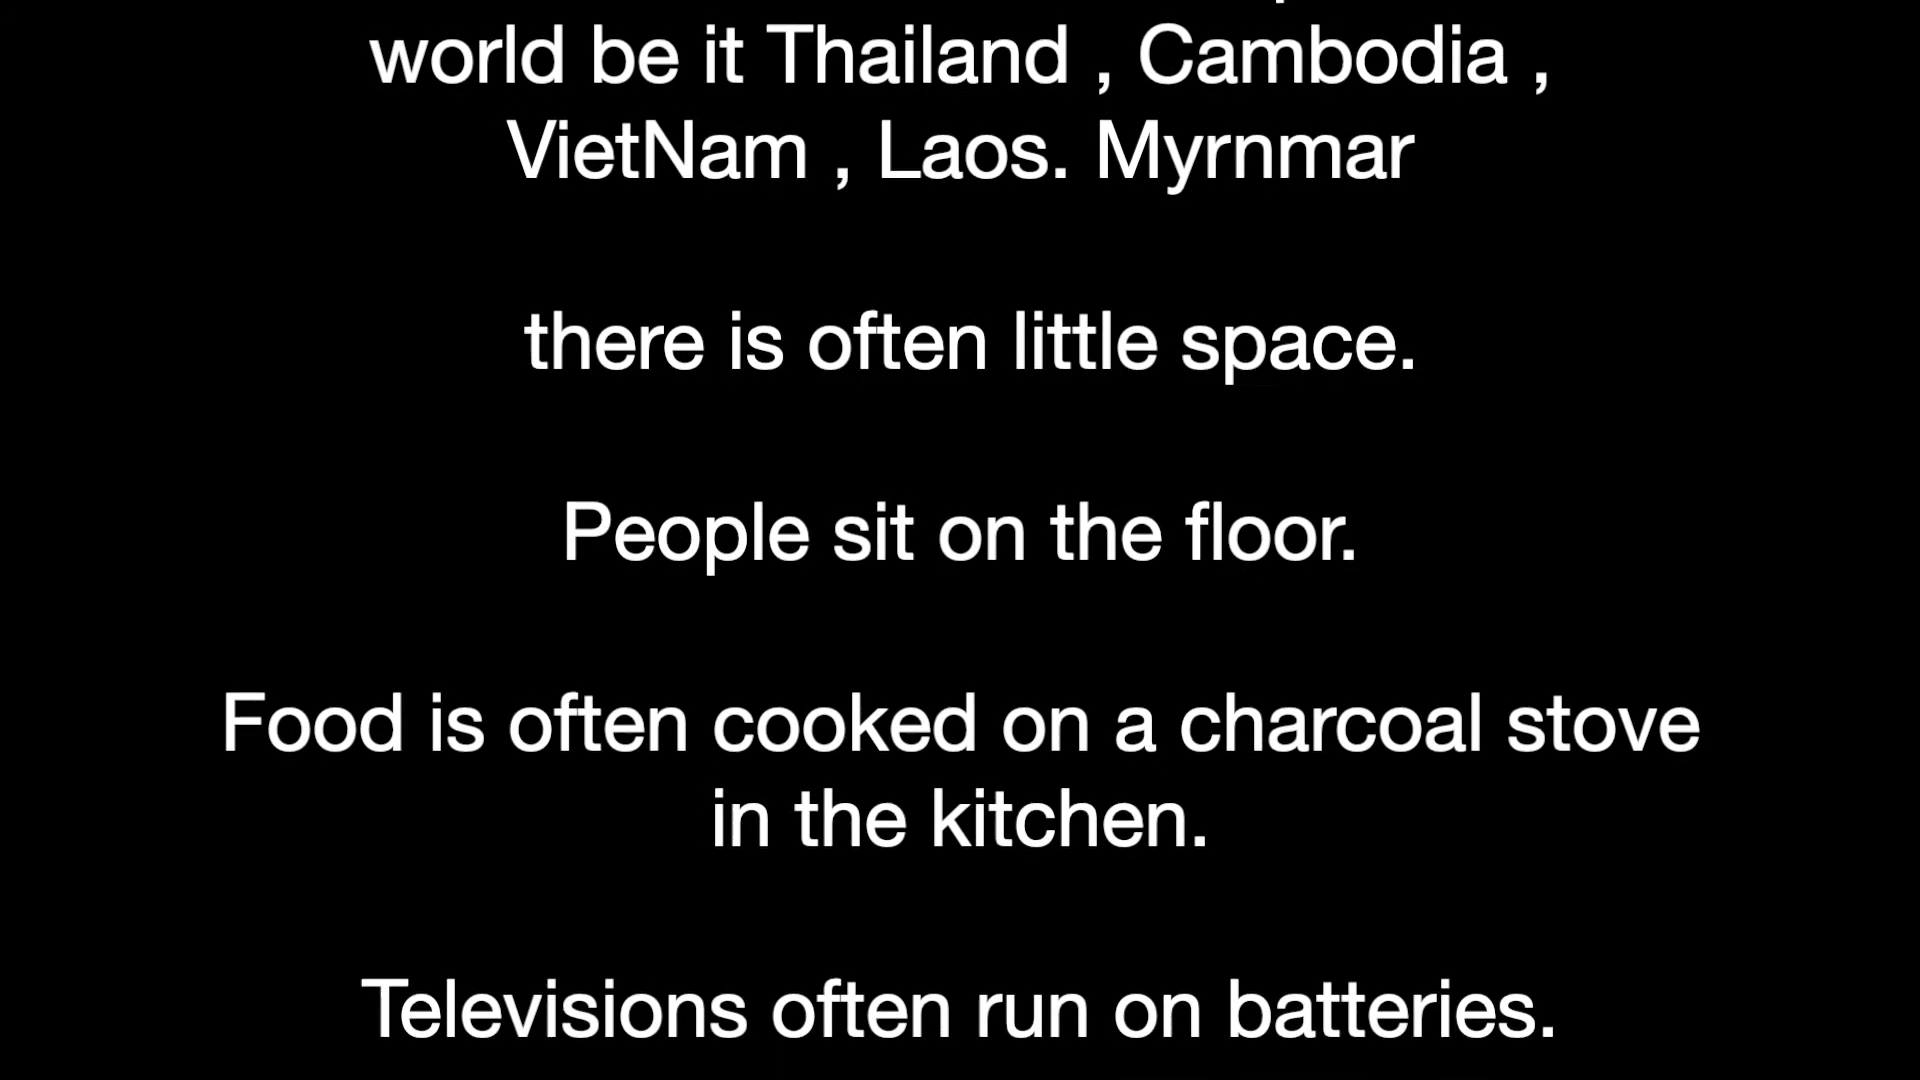 world be it Thailand , Cambodia ,
VietNam , Laos. Myrnmar
there is often little space.
People sit on the floor.
Food is often cooked on a charcoal stove
in the kitchen.
Televisions often run on batteries.